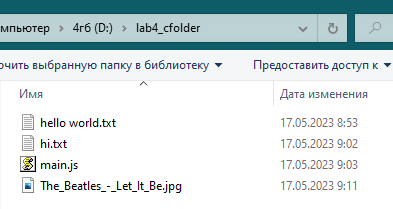 мпьютер › 4гб (D:) › lab4_cfolder
ючить выбранную папку в библиотеку Предоставить доступ к
Имя Дата изменения
hello world.txt 17.05.2023 8:53
hi.txt 17.05.2023 9:02
main.js 17.05.2023 9:03
The_Beatles_-_Let_It_Be.jpg 17.05.2023 9:11